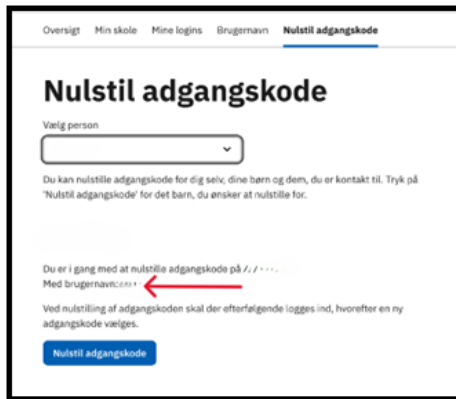 Oversigt Min skole Mine logins Brugernavn Nulstil adgangskode
Nulstil adgangskode
Vælg person
Du kan nulstille adgangskode for dig selv, dine børn og dem, du er kontakt til. Tryk på
'Nulstil adgangskode' for det barn, du ønsker at nulstille for.
Du er i gang med at nulstille adgangskode på
Med brugernavn:
Ved nulstilling af adgangskoden skal der efterfølgende logges ind, hvorefter en ny
adgangskode vælges.
Nulstil adgangskode